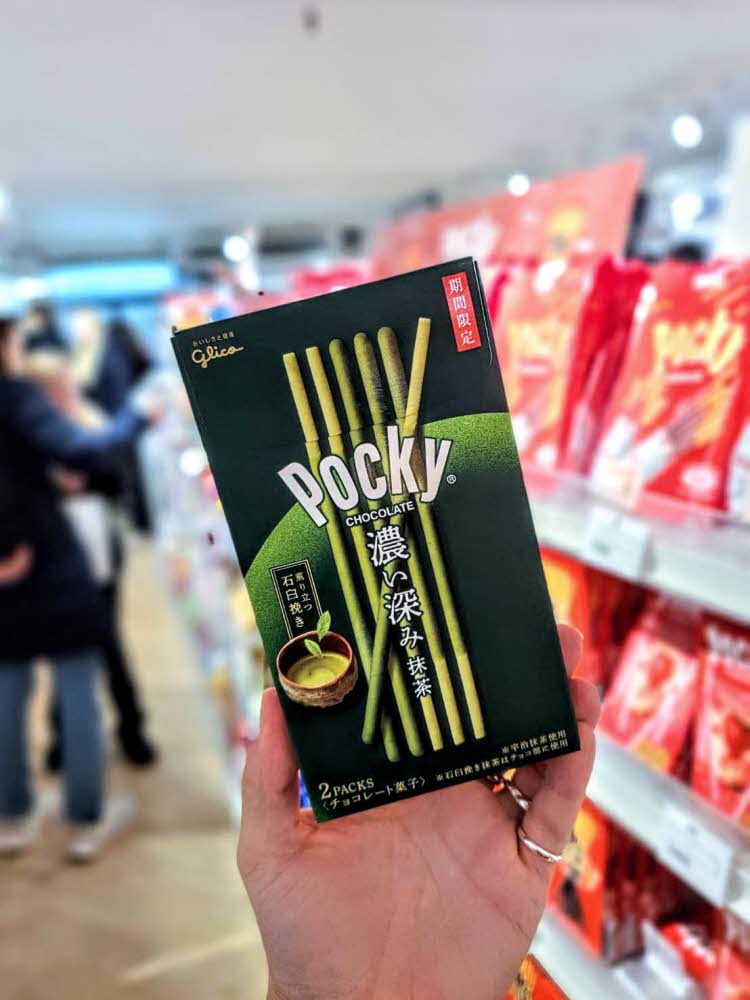 期間限定
おいしさと健康
glico
Pocky®
CHOCOLATE
濃い深み抹茶
薫り立つ
石臼挽き
2PACKS
〈チョコレート菓子〉
※宇治抹茶使用
※石臼挽き抹茶はチョコ部に使用
Pocky